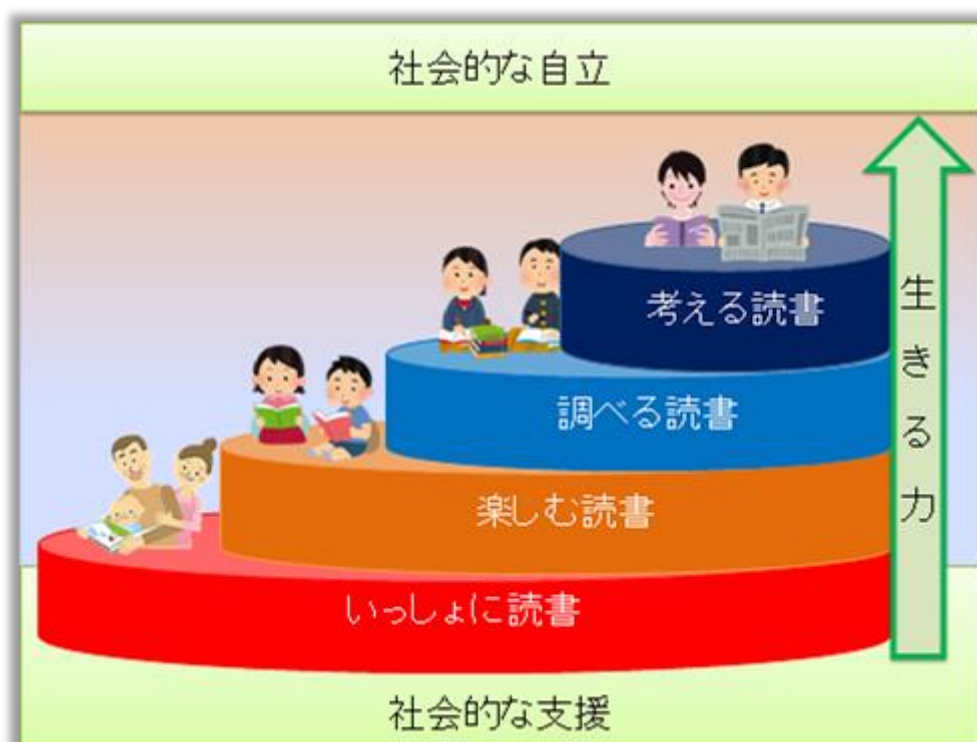 社会的な自立
考える読書
調べる読書
楽しむ読書
いっしょに読書
社会的な支援
生きる力